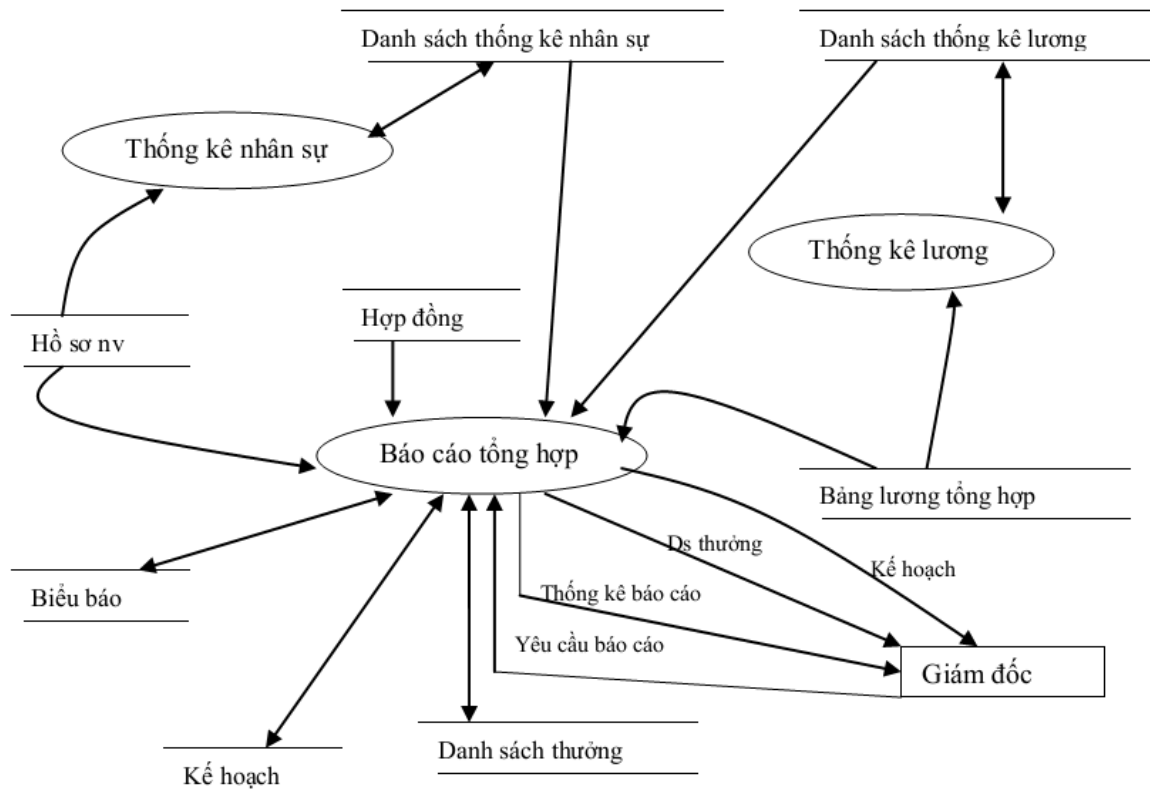 Danh sách thống kê nhân sự
Danh sách thống kê lương
Thống kê nhân sự
Thống kê lương
Hợp đồng
Hồ sơ nv
Báo cáo tổng hợp
Bảng lương tổng hợp
Ds thưởng
Kế hoạch
Thống kê báo cáo
Biểu báo
Yêu cầu báo cáo
Giám đốc
Danh sách thưởng
Kế hoạch